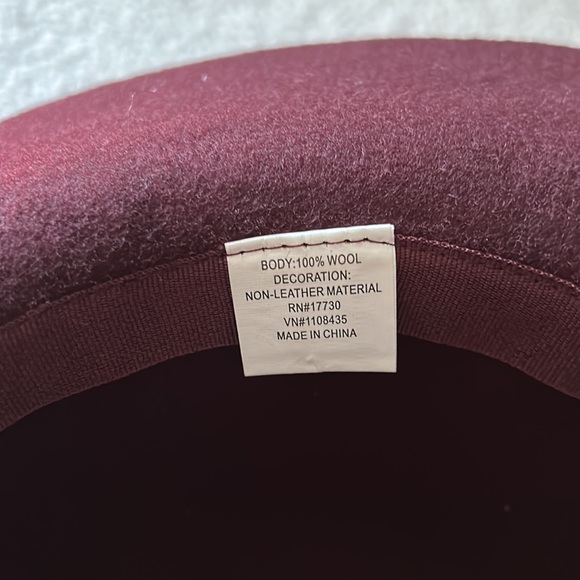 BODY:100% WOOL
DECORATION:
NON-LEATHER MATERIAL
RN#17730
VN#1108435
MADE IN CHINA